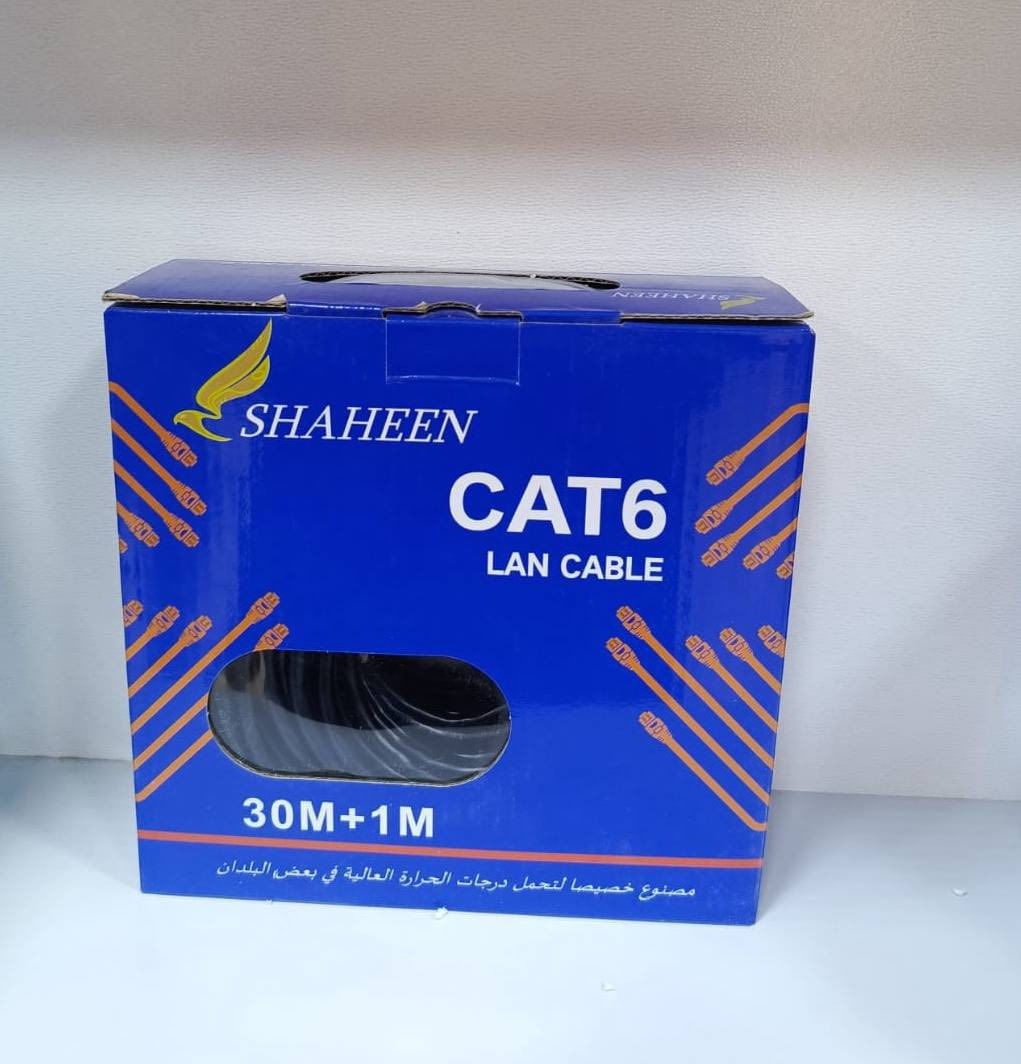 SHAHEEN
SHAHEEN
CAT6
LAN CABLE
30M+1M
مصنوع خصيصا لتحمل درجات الحرارة العالية في بعض البلدان